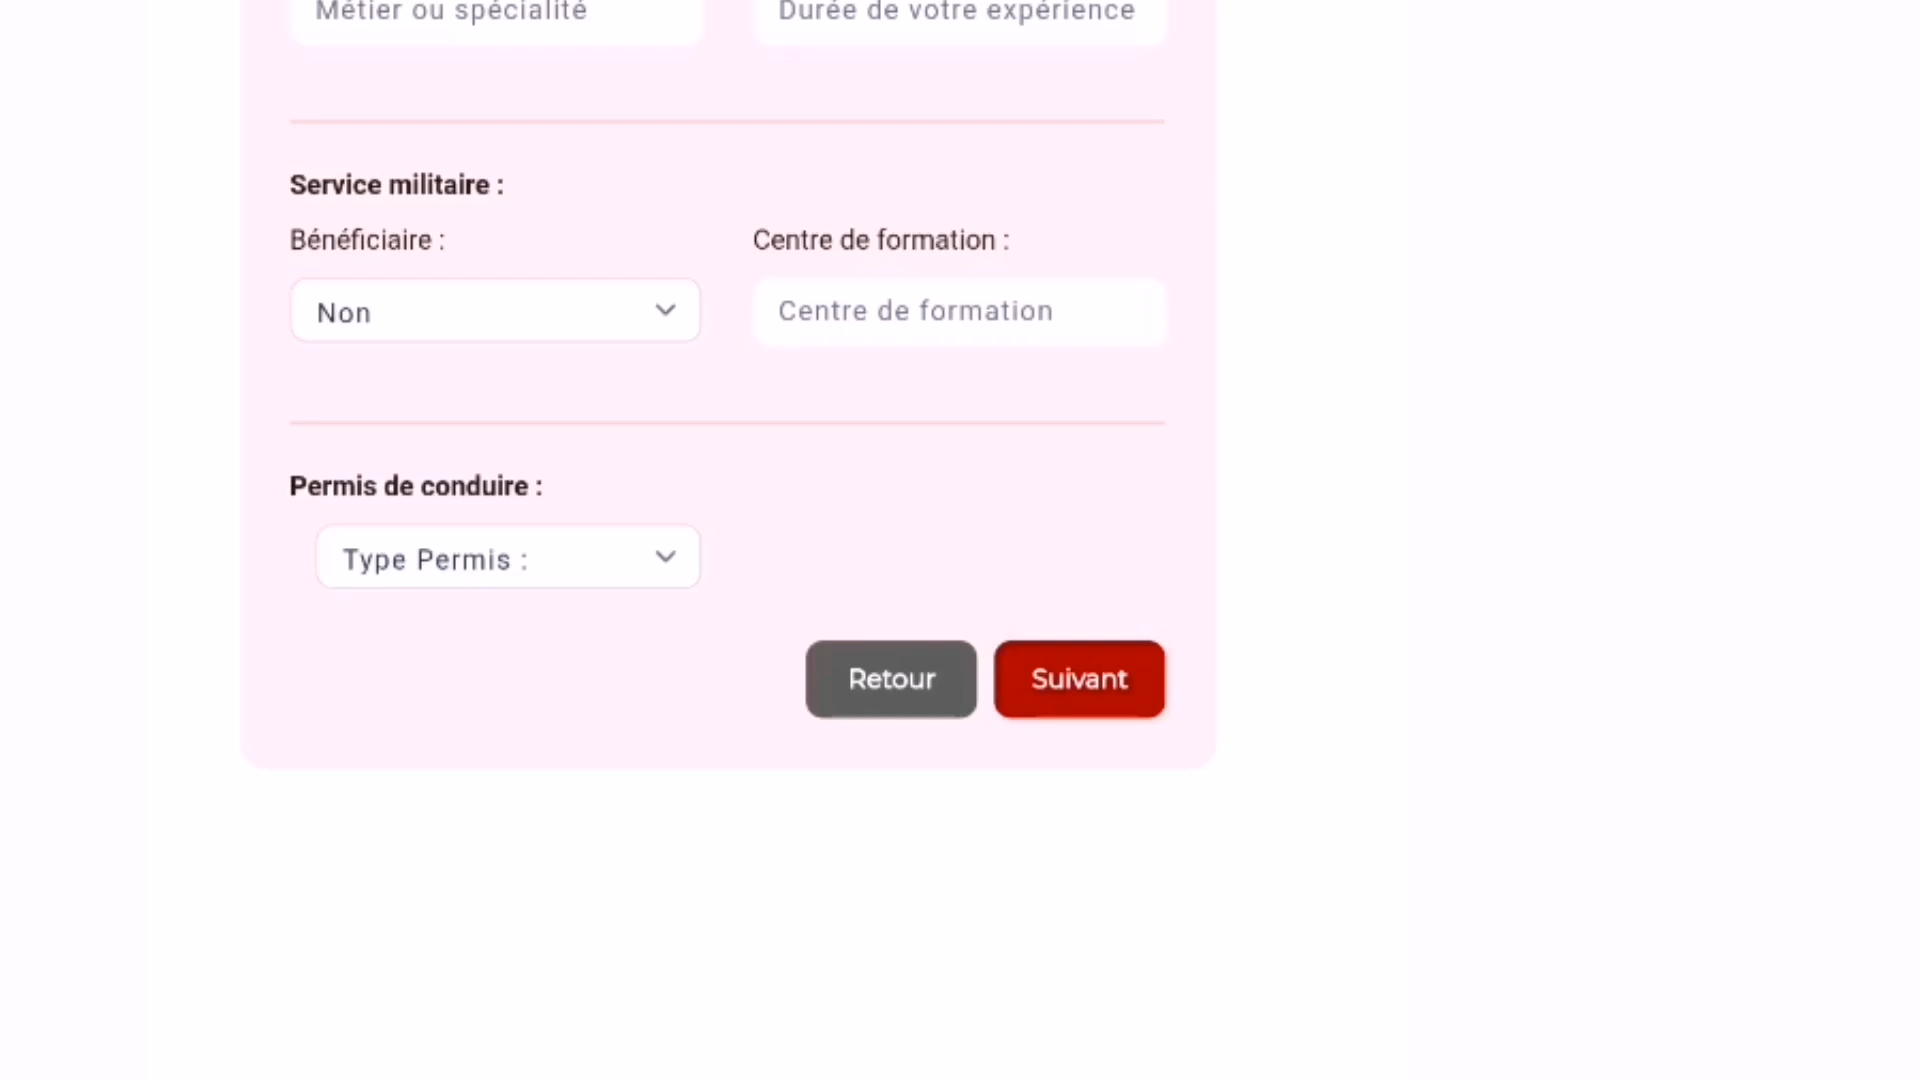 Métier ou spécialité
Durée de votre expérience
Service militaire :
Bénéficiaire :
Centre de formation :
Non
Centre de formation
Permis de conduire :
Type Permis :
Retour
Suivant